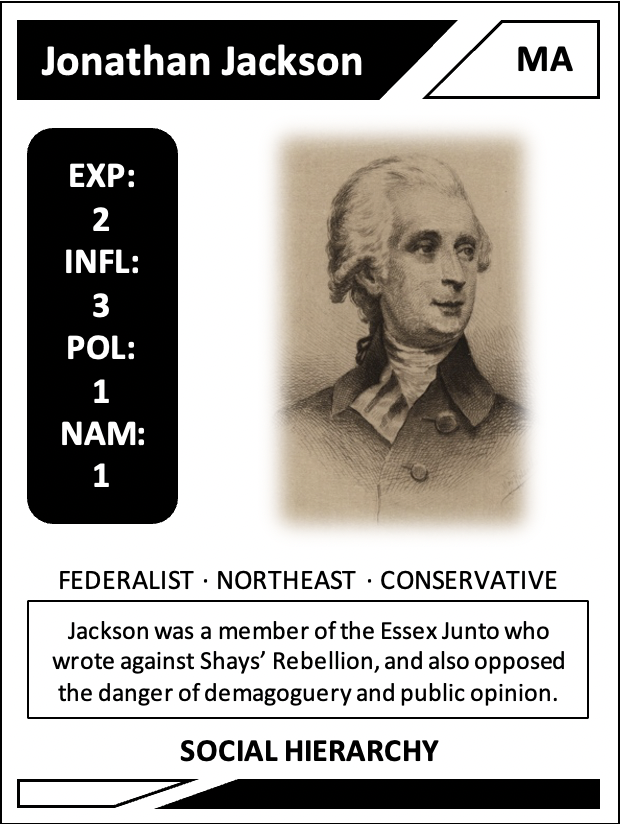 Jonathan Jackson
MA
EXP:
2
INFL:
3
POL:
1
NAM:
1
FEDERALIST · NORTHEAST · CONSERVATIVE
Jackson was a member of the Essex Junto who
wrote against Shays’ Rebellion, and also opposed
the danger of demagoguery and public opinion.
SOCIAL HIERARCHY